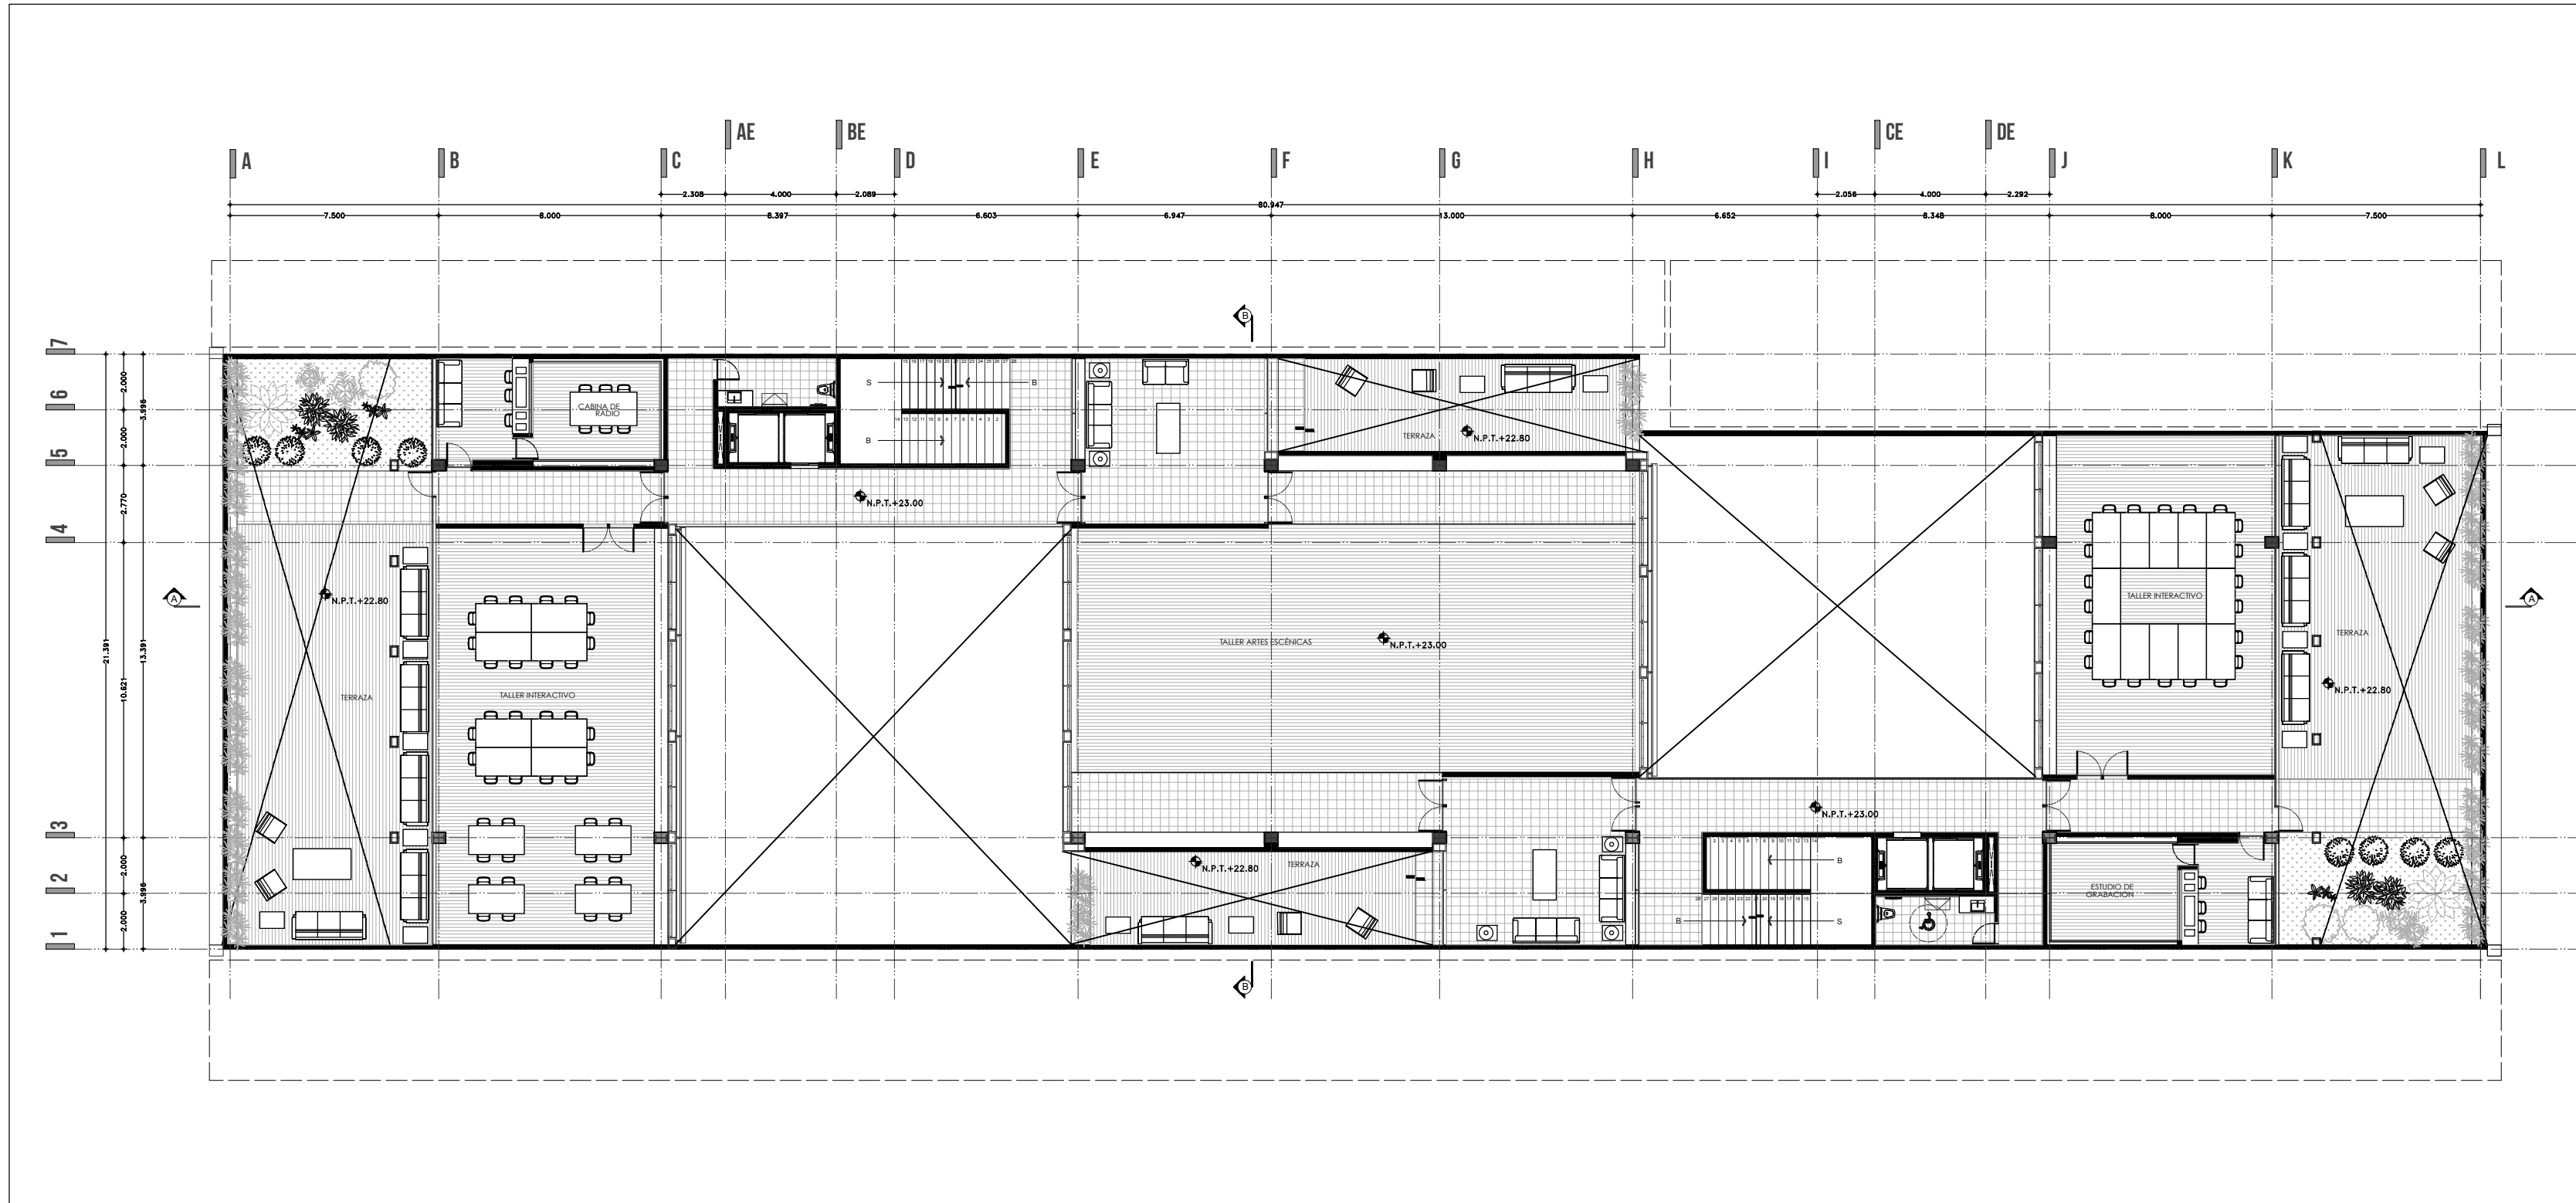 AE
BE
CE
DE
A
B
C
D
E
F
G
H
I
J
K
L
2.308
4.000
2.089
2.056
4.000
2.292
80.947
7.500
8.000
8.397
6.603
6.947
13.000
6.652
8.348
8.000
7.500
B
7
6
5
4
3
2
1
2.000
3.996
2.000
2.770
21.391
13.391
10.621
2.000
3.996
2.000
CABINA DE
RADIO
S
B
B
TERRAZA
N.P.T.+22.80
N.P.T.+23.00
A
N.P.T.+22.80
TERRAZA
TALLER INTERACTIVO
TALLER ARTES ESCÉNICAS
N.P.T.+23.00
TALLER INTERACTIVO
A
TERRAZA
N.P.T.+22.80
N.P.T.+23.00
N.P.T.+22.80
TERRAZA
B
B
S
ESTUDIO DE
GRABACIÓN
B